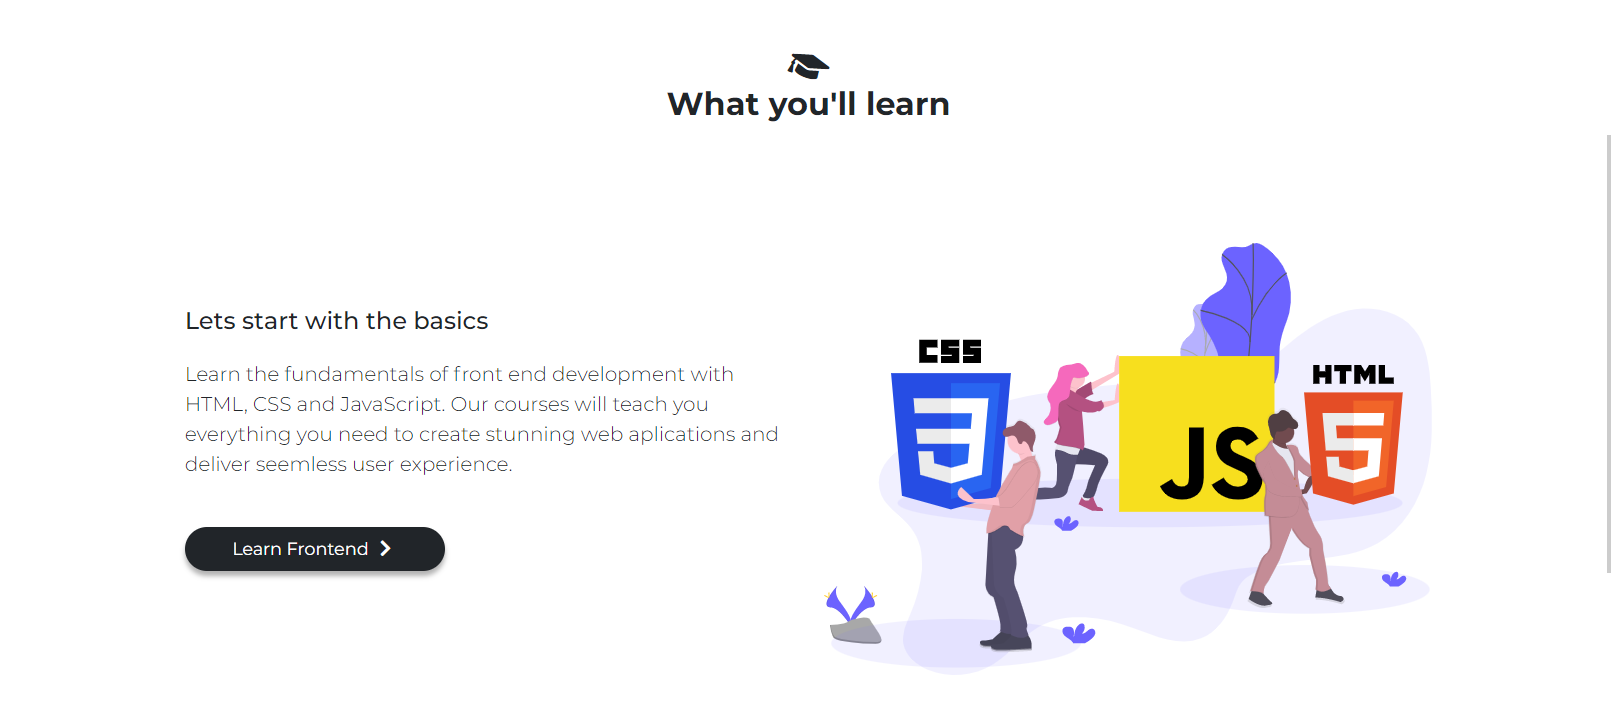 What you'll learn
Lets start with the basics
Learn the fundamentals of front end development with
HTML, CSS and JavaScript. Our courses will teach you
everything you need to create stunning web aplications and
deliver seemless user experience.
Learn Frontend
CSS
3
JS
HTML
5